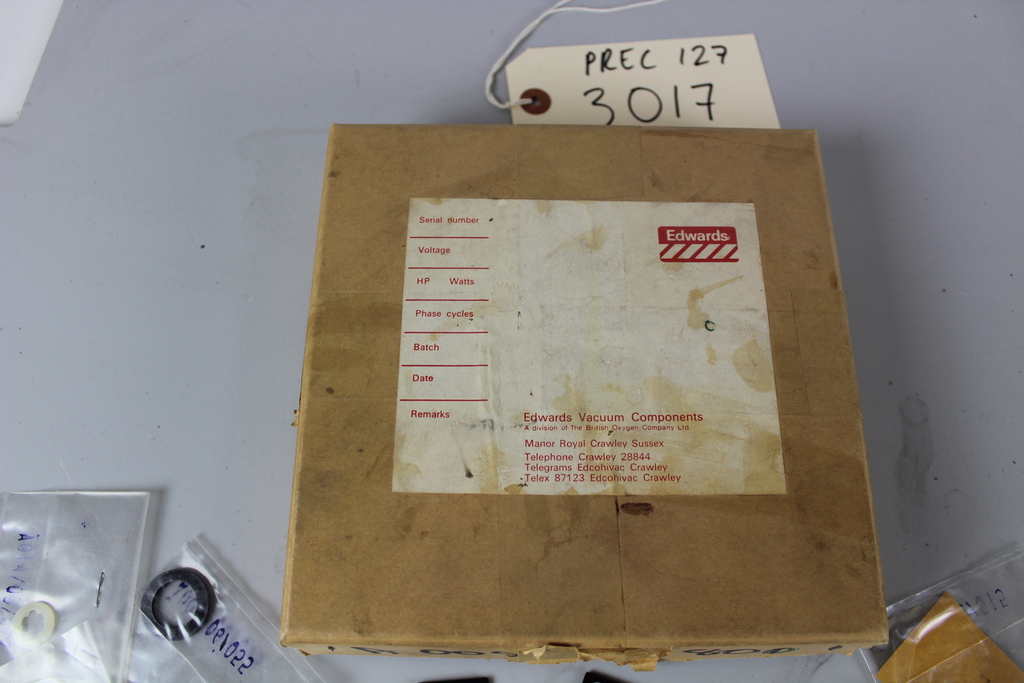 PREC 127
3017
Serial number
Edwards
Voltage
HP Watts
Phase cycles
Batch
Date
Remarks
Edwards Vacuum Components
A division of The British Oxygen Company Ltd.
Manor Royal Crawley Sussex
Telephone Crawley 28844
Telegrams Edcohivac Crawley
Telex 87123 Edcohivac Crawley